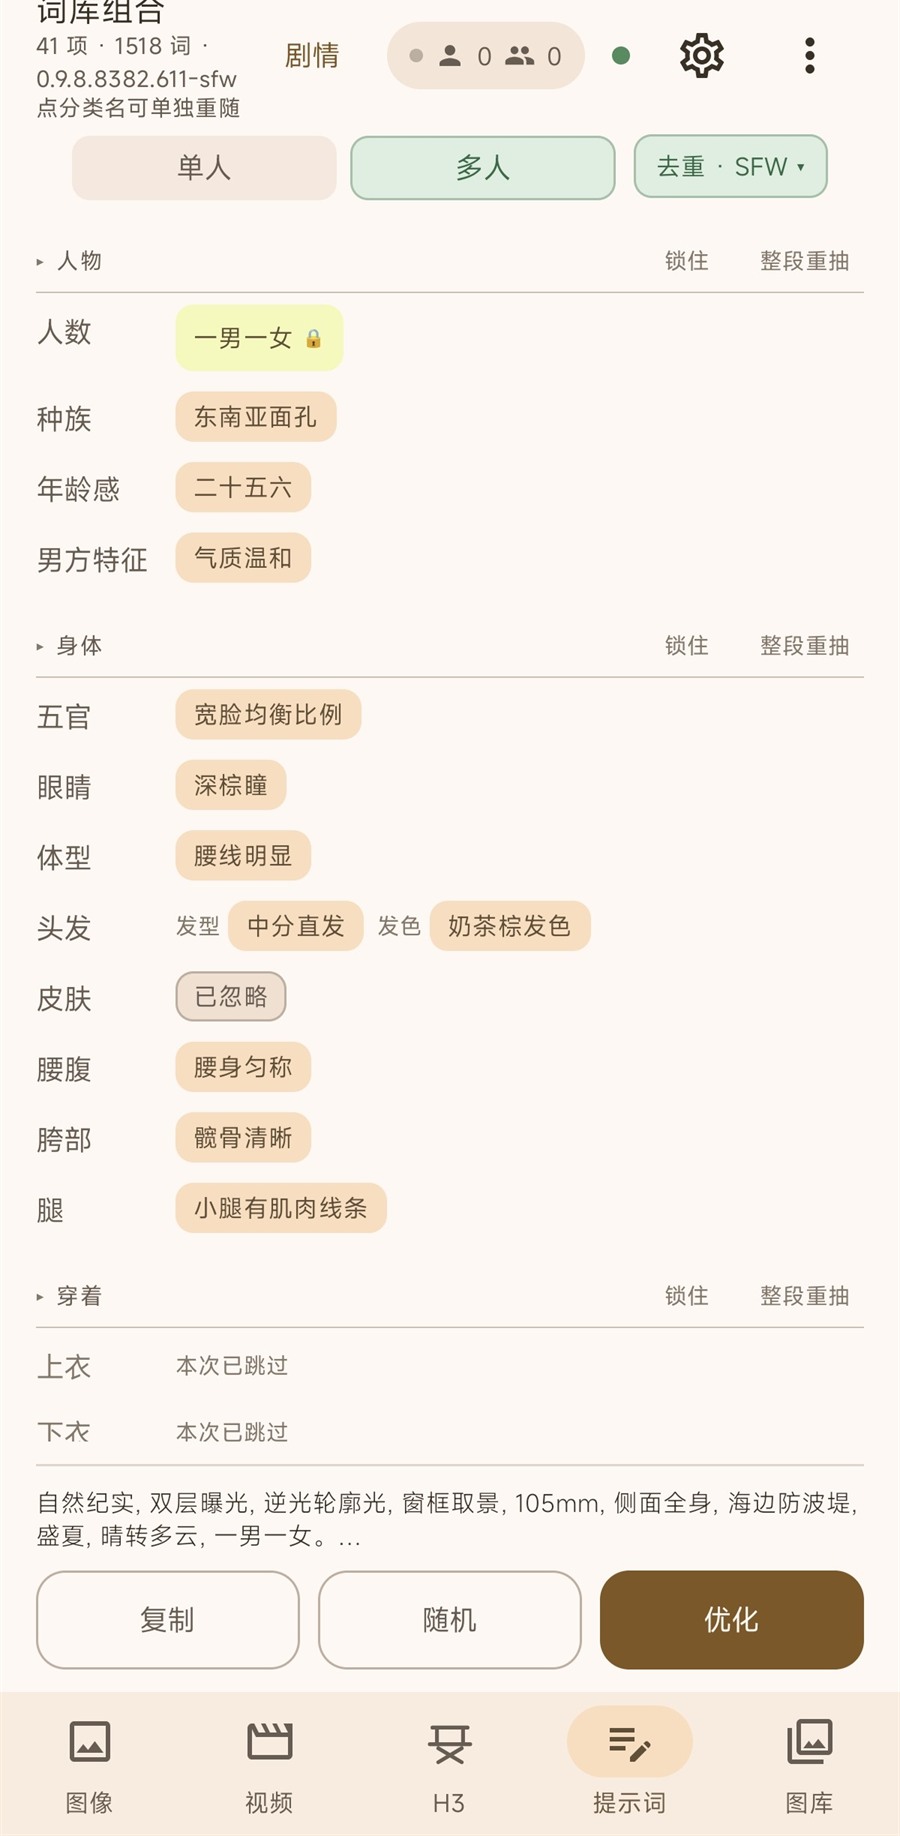 词库组合
41 项 · 1518 词 ·
0.9.8.8382.611-sfw
点分类名可单独重随
剧情
0 0
单人 多人 去重 · SFW ▾
▸ 人物 锁住 整段重抽
人数 一男一女 🔒
种族 东南亚面孔
年龄感 二十五六
男方特征 气质温和
▸ 身体 锁住 整段重抽
五官 宽脸均衡比例
眼睛 深棕瞳
体型 腰线明显
头发 发型 中分直发 发色 奶茶棕发色
皮肤 已忽略
腰腹 腰身匀称
胯部 髋骨清晰
腿 小腿有肌肉线条
▸ 穿着 锁住 整段重抽
上衣 本次已跳过
下衣 本次已跳过
自然纪实, 双层曝光, 逆光轮廓光, 窗框取景, 105mm, 侧面全身, 海边防波堤,
盛夏, 晴转多云, 一男一女。...
复制 随机 优化
图像 视频 H3 提示词 图库